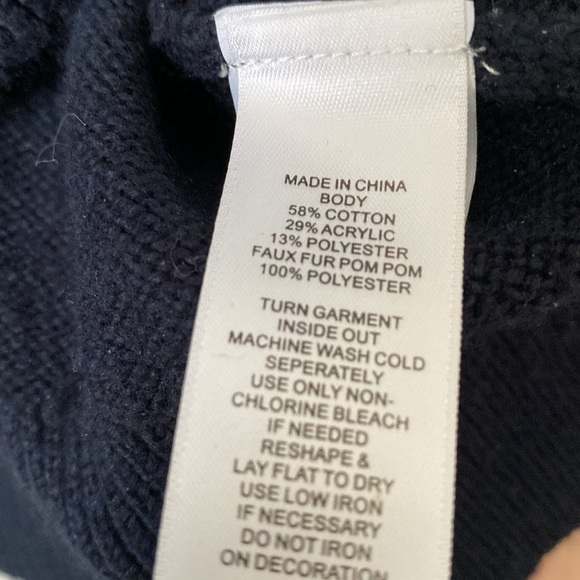 MADE IN CHINA
BODY
58% COTTON
29% ACRYLIC
13% POLYESTER
FAUX FUR POM POM
100% POLYESTER
TURN GARMENT
INSIDE OUT
MACHINE WASH COLD
SEPERATELY
USE ONLY NON-
CHLORINE BLEACH
IF NEEDED
RESHAPE &
LAY FLAT TO DRY
USE LOW IRON
IF NECESSARY
DO NOT IRON
ON DECORATION